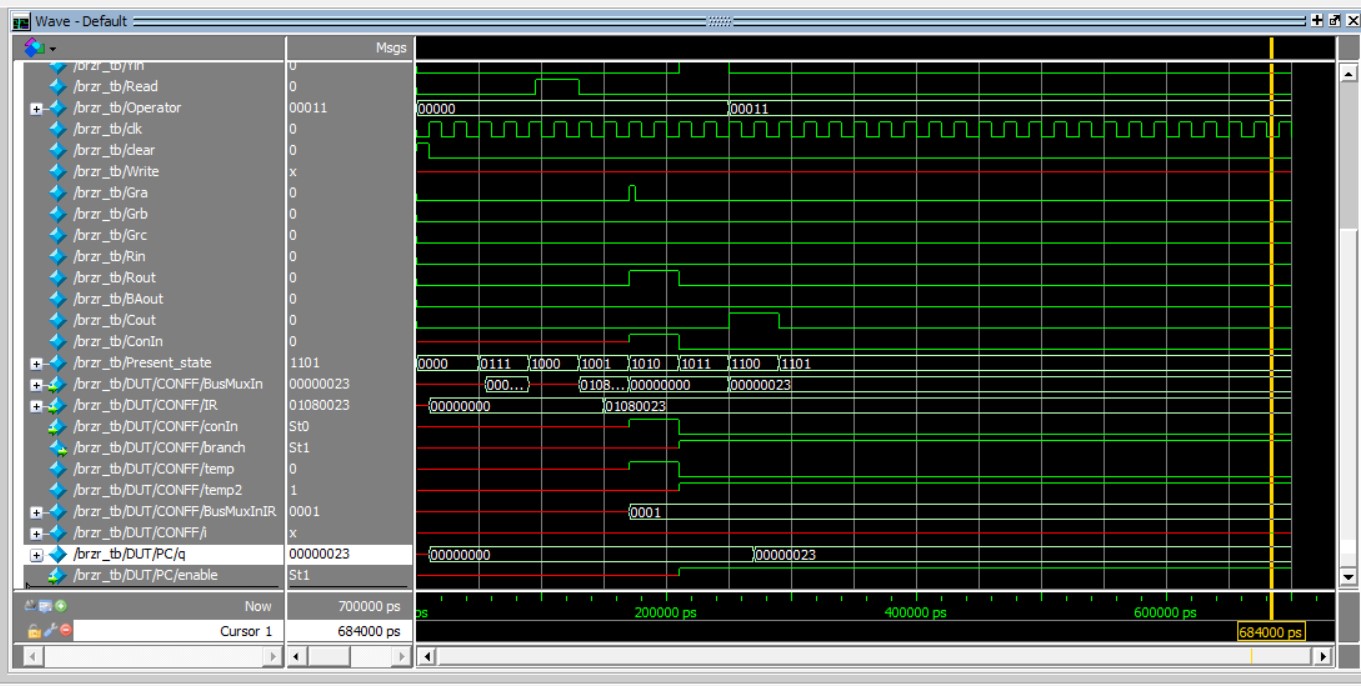 Wave - Default
Msgs
/brzr_tb/Yin 0
/brzr_tb/Read 0
/brzr_tb/Operator 00011 00000 00011
/brzr_tb/clk 0
/brzr_tb/clear 0
/brzr_tb/Write x
/brzr_tb/Gra 0
/brzr_tb/Grb 0
/brzr_tb/Grc 0
/brzr_tb/Rin 0
/brzr_tb/Rout 0
/brzr_tb/BAout 0
/brzr_tb/Cout 0
/brzr_tb/ConIn 0
/brzr_tb/Present_state 1101 0000 0111 1000 1001 1010 1011 1100 1101
/brzr_tb/DUT/CONFF/BusMuxIn 00000023 000... 0108... 00000000 00000023
/brzr_tb/DUT/CONFF/IR 01080023 00000000 01080023
/brzr_tb/DUT/CONFF/conIn St0
/brzr_tb/DUT/CONFF/branch St1
/brzr_tb/DUT/CONFF/temp 0
/brzr_tb/DUT/CONFF/temp2 1
/brzr_tb/DUT/CONFF/BusMuxInIR 0001 0001
/brzr_tb/DUT/CONFF/i x
/brzr_tb/DUT/PC/q 00000023 00000000 00000023
/brzr_tb/DUT/PC/enable St1
Now 700000 ps ps 200000 ps 400000 ps 600000 ps
Cursor 1 684000 ps 684000 ps